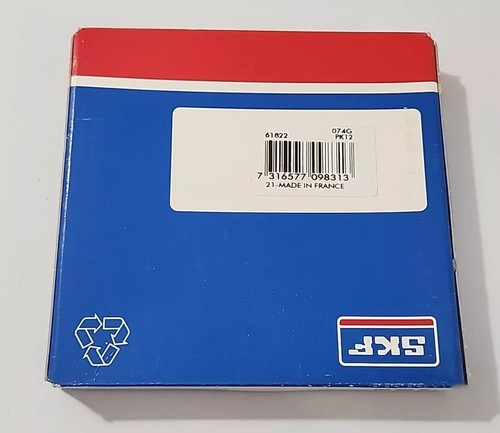 61822 074G
PK12
7 316577 098313
21-MADE IN FRANCE
SKF